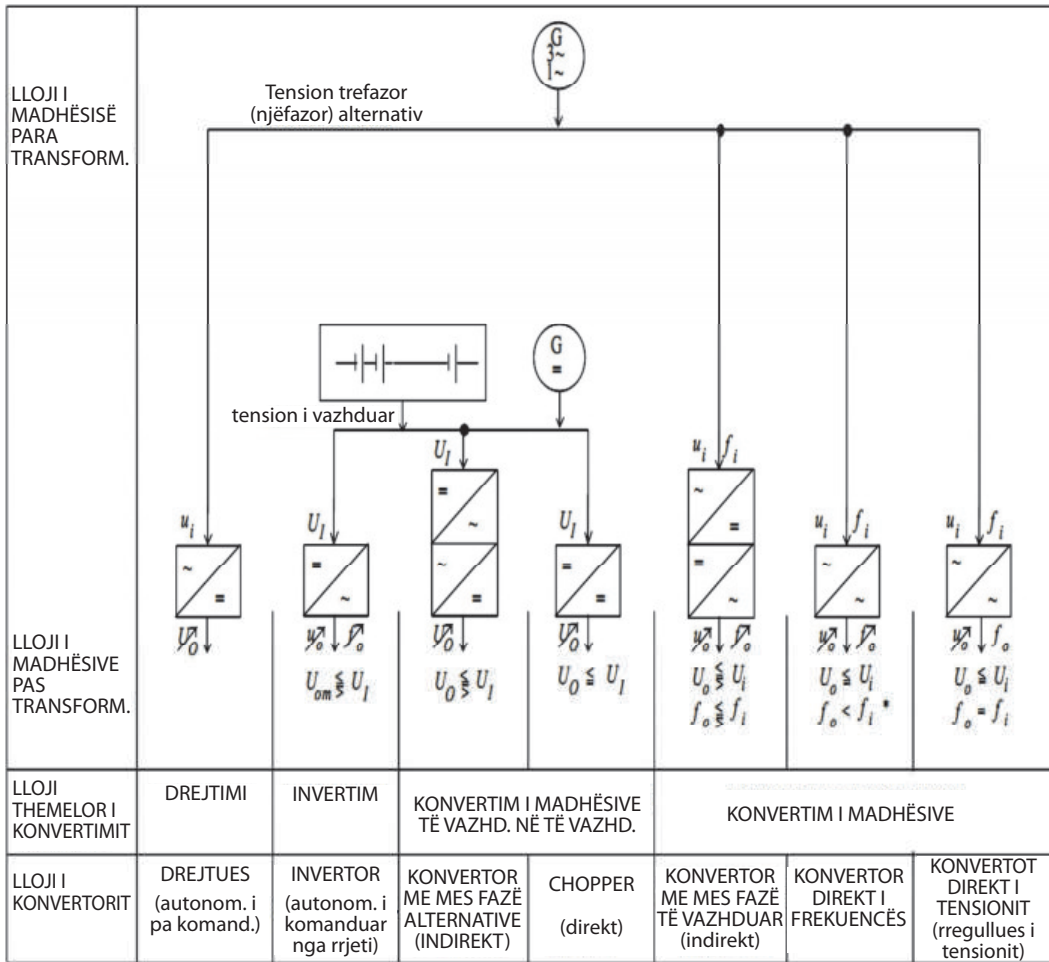 G
3~
1~
LLOJI I
MADHËSISË
PARA
TRANSFORM.
Tension trefazor
(njëfazor) alternativ
G
=
tension i vazhduar
U_I
u_i f_i
= ~
~ =
u_i
U_I
U_I
u_i f_i
u_i f_i
~ =
= ~
~ =
= =
= ~
~ ~
~ ~
LLOJI I
MADHËSIVE
PAS
TRANSFORM.
U_O
u_o f_o
U_O
U_O
u_o f_o
u_o f_o
u_o f_o
U_om ⪋ U_I
U_O ⪋ U_I
U_O ≤ U_I
U_o ⪋ U_i
U_o ≤ U_i
U_o ≤ U_i
f_o ⪋ f_i
f_o < f_i *
f_o = f_i
LLOJI
THEMELOR I
KONVERTIMIT
DREJTIMI
INVERTIM
KONVERTIM I MADHËSIVE
TË VAZHD. NË TË VAZHD.
KONVERTIM I MADHËSIVE
LLOJI I
KONVERTORIT
DREJTUES
(autonom. i
pa komand.)
INVERTOR
(autonom. i
komanduar
nga rrjeti)
KONVERTOR
ME MES FAZË
ALTERNATIVE
(INDIREKT)
CHOPPER
(direkt)
KONVERTOR
ME MES FAZË
TË VAZHDUAR
(indirekt)
KONVERTOR
DIREKT I
FREKUENCËS
KONVERTOT
DIREKT I
TENSIONIT
(rregullues i
tensionit)